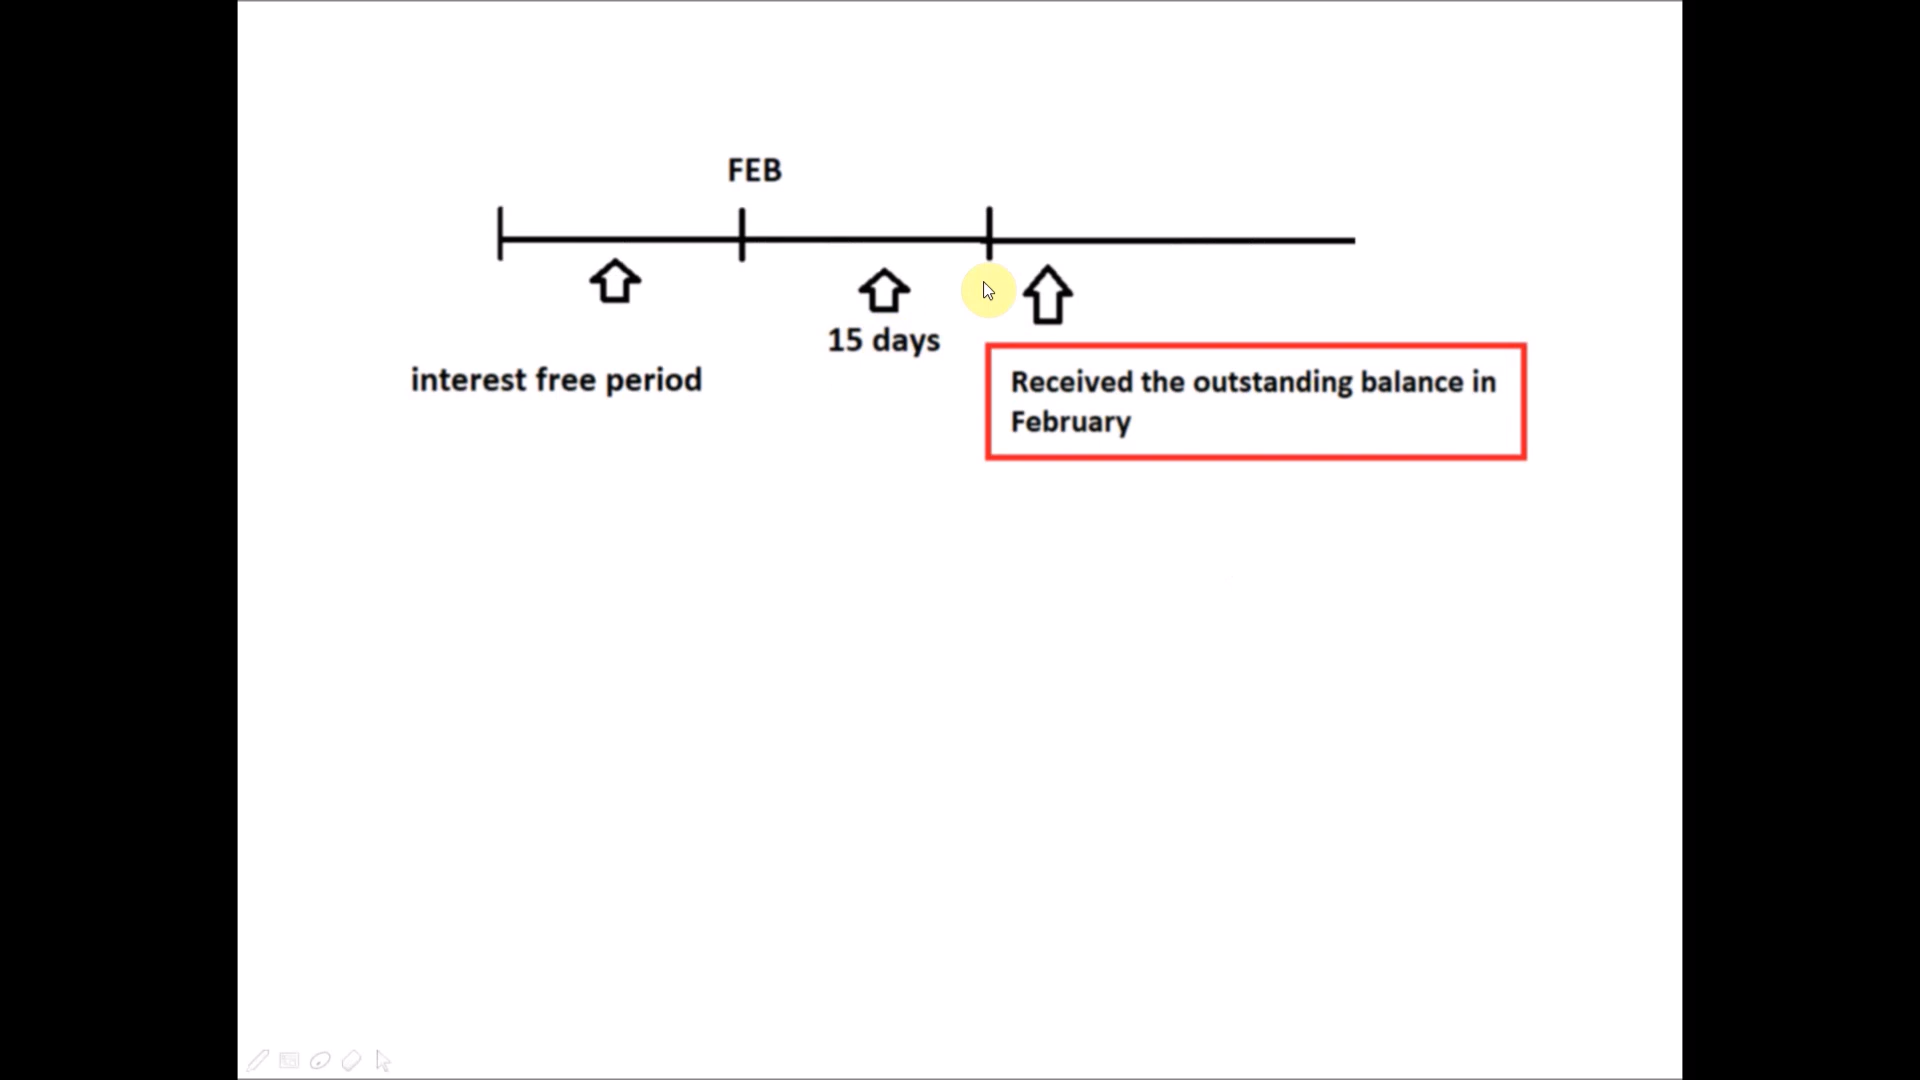 FEB
15 days
interest free period
Received the outstanding balance in
February